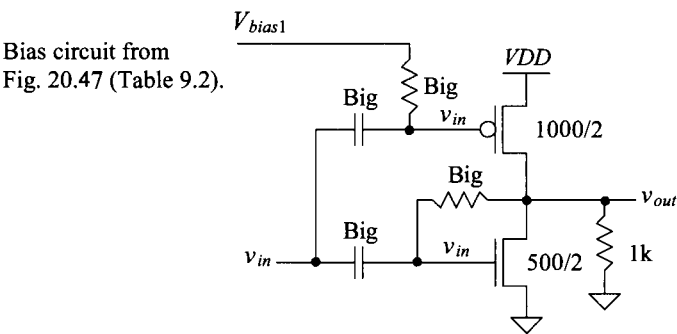 V_bias1
Bias circuit from
Fig. 20.47 (Table 9.2).
VDD
Big
Big
v_in
1000/2
Big
v_out
Big
v_in
v_in
500/2
1k